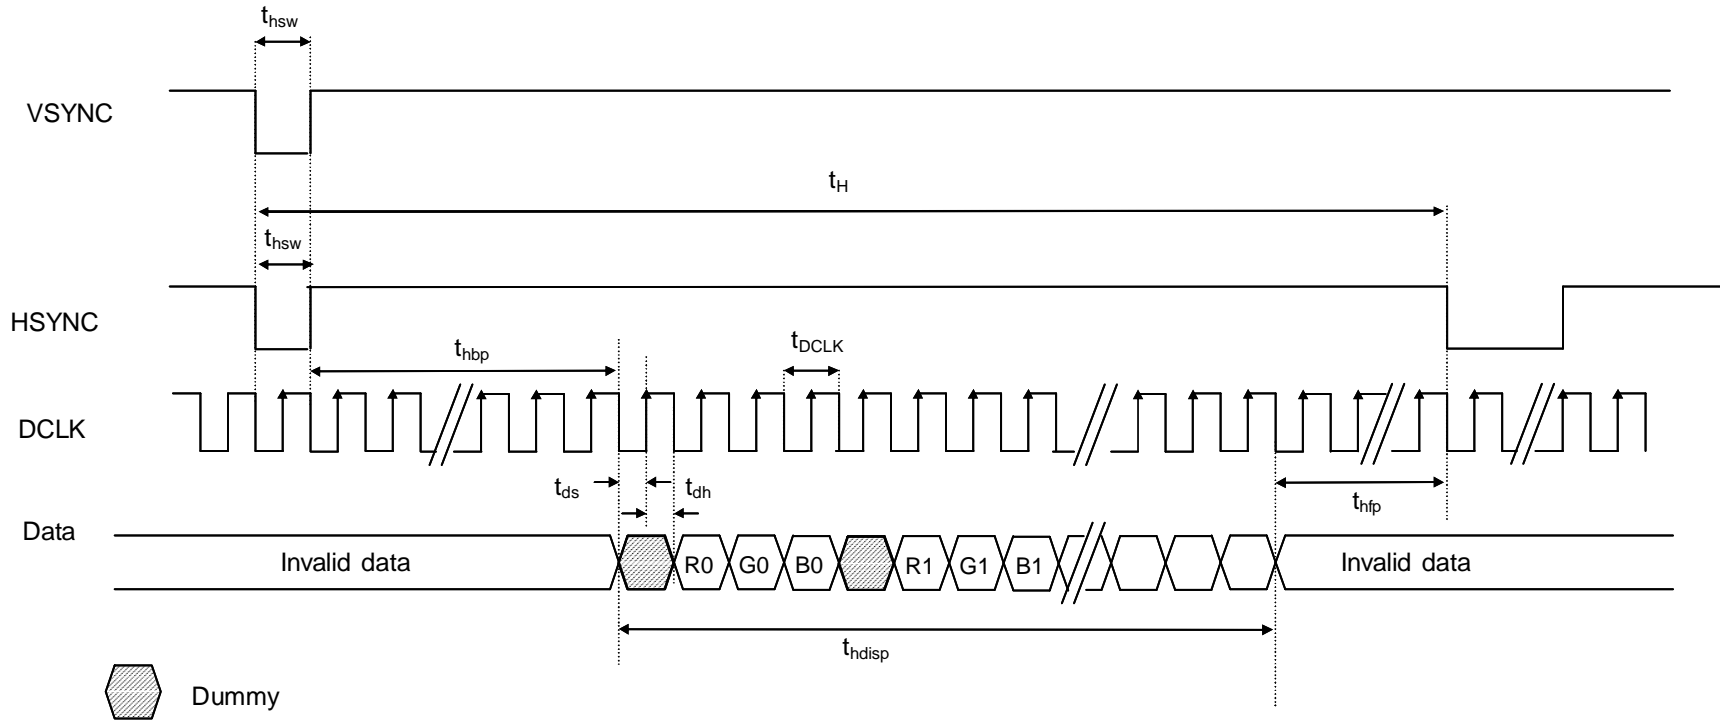 thsw
VSYNC
tH
thsw
HSYNC
thbp
tDCLK
DCLK
tds
tdh
thfp
Data
Invalid data
R0
G0
B0
R1
G1
B1
Invalid data
thdisp
Dummy